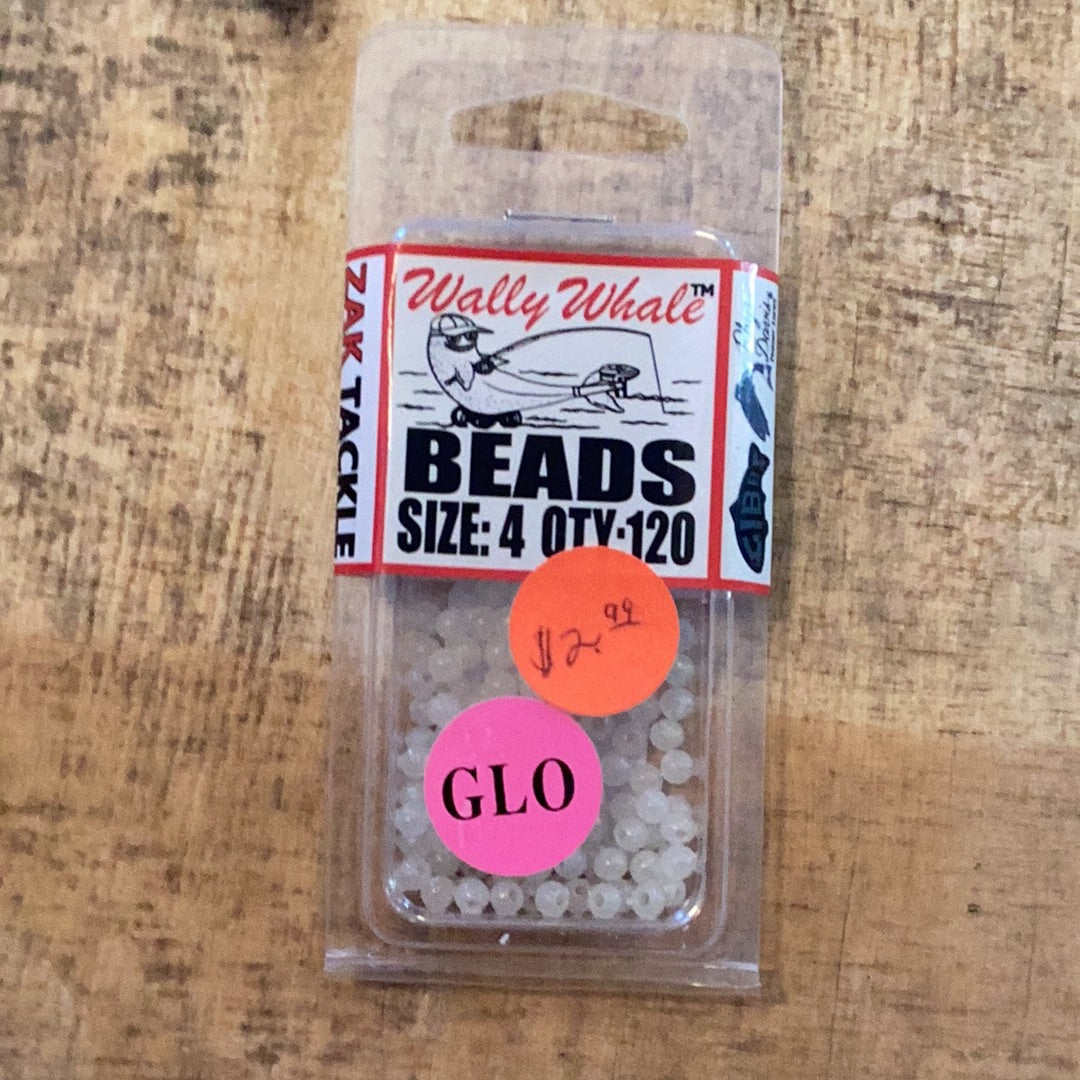 Wally Whale™
BEADS
SIZE: 4 QTY:120
ZAK TACKLE
$2.99
GLO